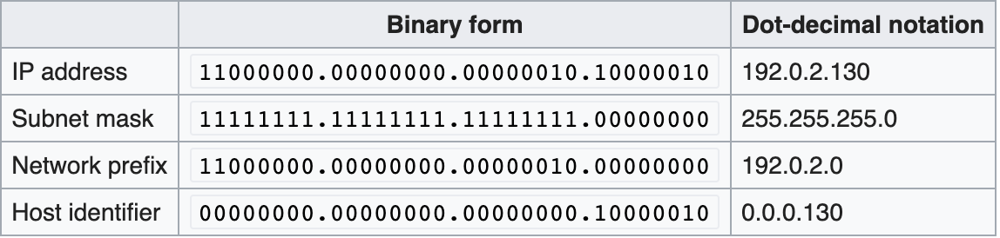 Binary form Dot-decimal notation
IP address 11000000.00000000.00000010.10000010 192.0.2.130
Subnet mask 11111111.11111111.11111111.00000000 255.255.255.0
Network prefix 11000000.00000000.00000010.00000000 192.0.2.0
Host identifier 00000000.00000000.00000000.10000010 0.0.0.130